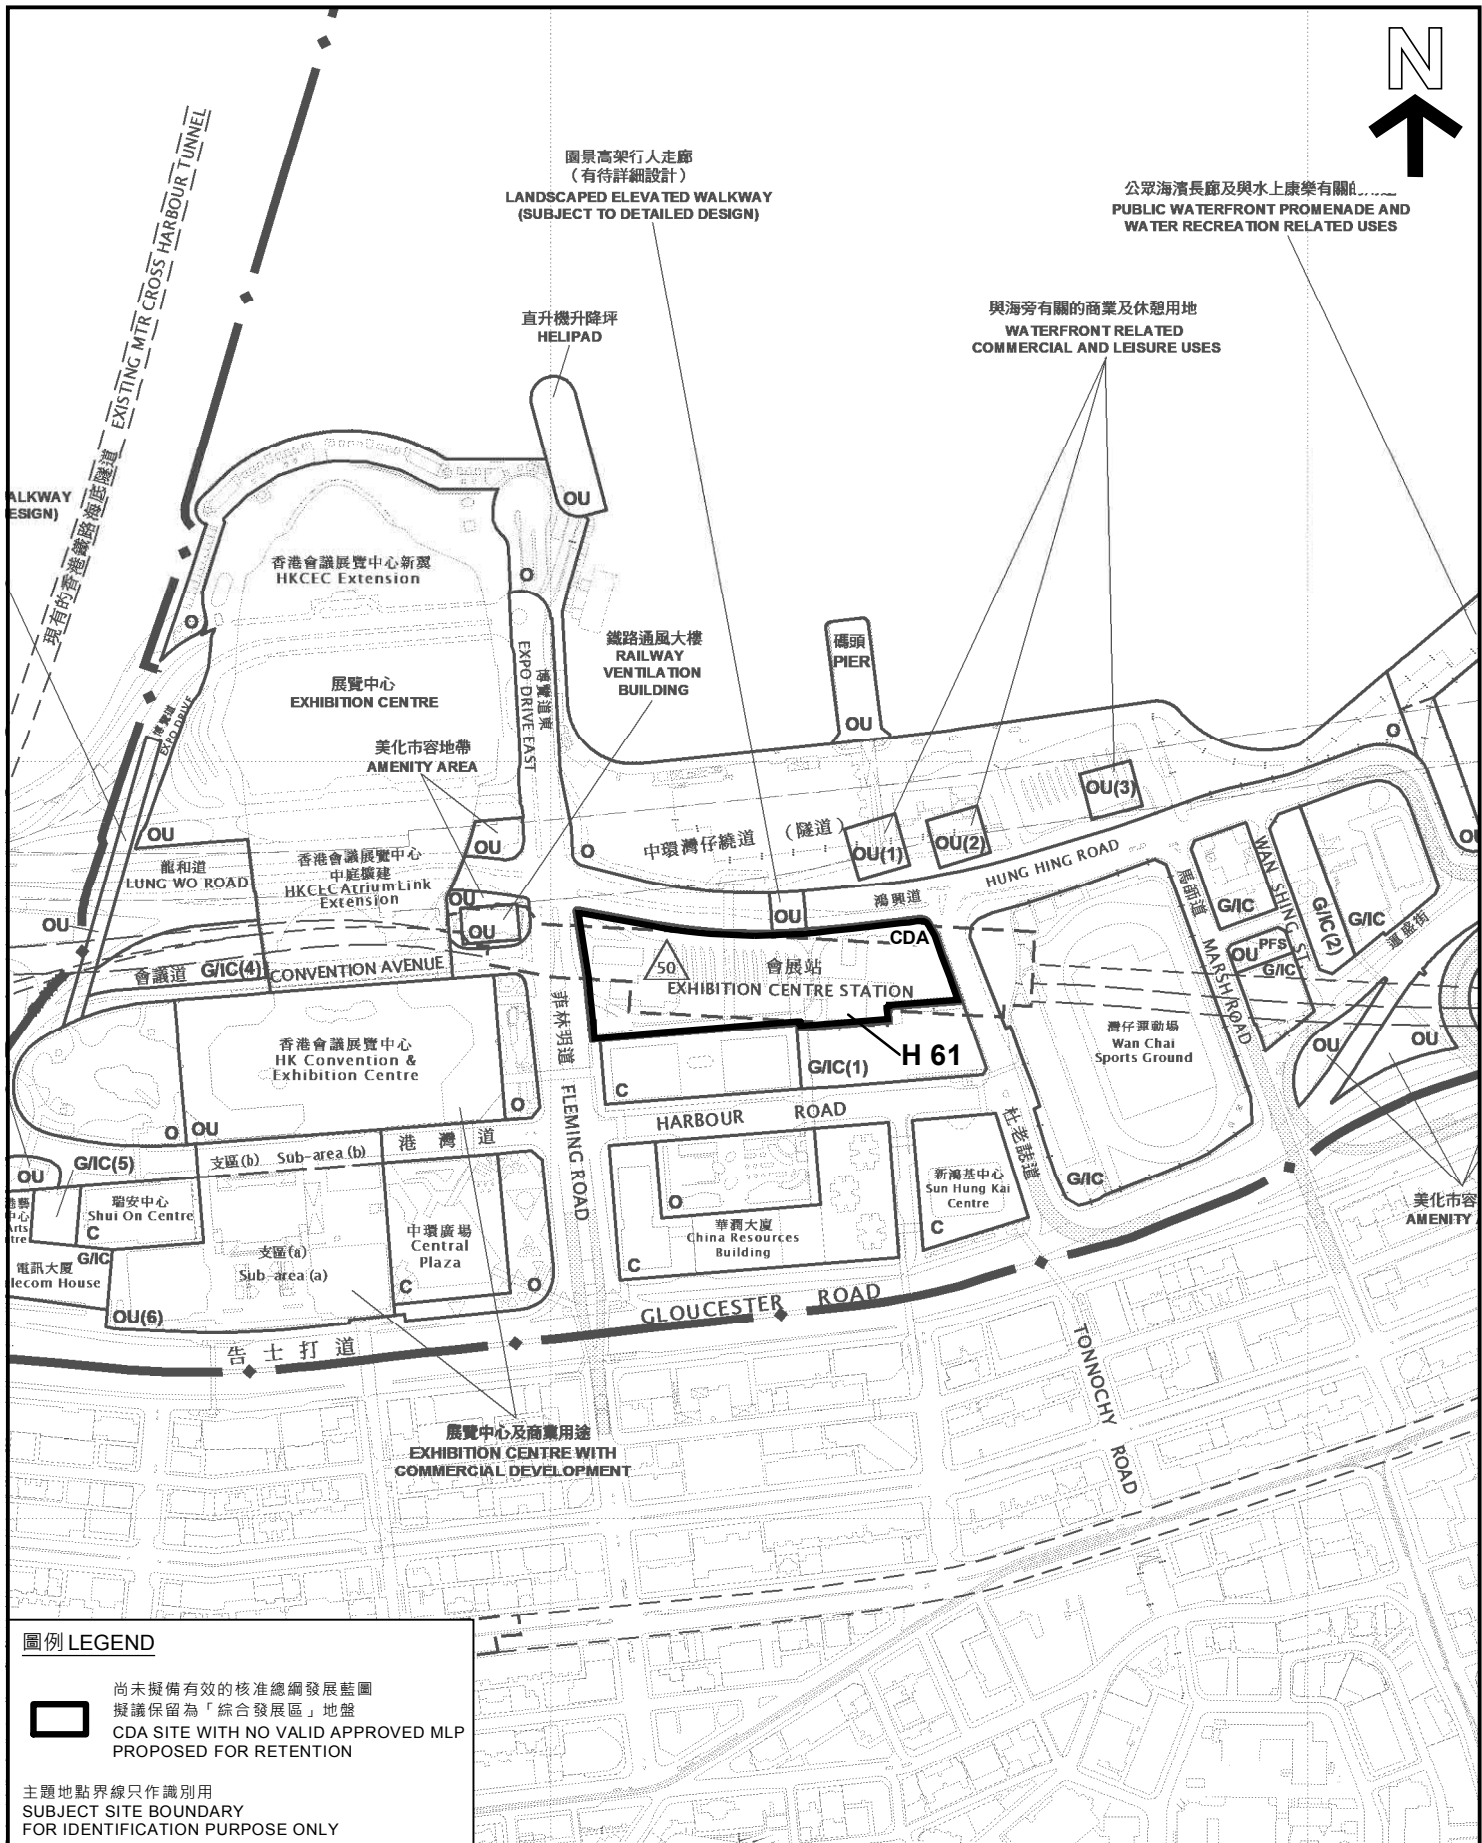 N
現有的香港鐵路海底隧道 EXISTING MTR CROSS HARBOUR TUNNEL
園景高架行人走廊
(有待詳細設計)
LANDSCAPED ELEVATED WALKWAY
(SUBJECT TO DETAILED DESIGN)
公眾海濱長廊及與水上康樂有關的
PUBLIC WATERFRONT PROMENADE AND
WATER RECREATION RELATED USES
直升機升降坪
HELIPAD
與海旁有關的商業及休憩用地
WATERFRONT RELATED
COMMERCIAL AND LEISURE USES
ALKWAY
ESIGN)
OU
香港會議展覽中心新翼
HKCEC Extension
O
O
鐵路通風大樓
RAILWAY
VENTILATION
BUILDING
碼頭
PIER
OU
展覽中心
EXHIBITION CENTRE
博覽道東
EXPO DRIVE EAST
博覽道
EXPO DRIVE
美化市容地帶
AMENITY AREA
O
OU
OU
OU(3)
OU(1)
OU(2)
OU
O
中環灣仔繞道 (隧道)
龍和道
LUNG WO ROAD
香港會議展覽中心
中庭擴建
HKCEC Atrium Link
Extension
HUNG HING ROAD
鴻興道
OU
OU
OU
OU
馬師道
MARSH ROAD
WAN SHING ST
G/IC
G/IC(2)
G/IC
運盛街
OU
PFS
G/IC
CDA
會議道 G/IC(4) CONVENTION AVENUE
50
會展站
EXHIBITION CENTRE STATION
菲林明道 FLEMING ROAD
灣仔運動場
Wan Chai
Sports Ground
OU
OU
香港會議展覽中心
HK Convention &
Exhibition Centre
H 61
G/IC(1)
C
O
O
OU
HARBOUR ROAD
港灣道
杜老誌道
G/IC(5)
OU
支區(b) Sub-area (b)
瑞安中心
Shui On Centre
C
Arts
新鴻基中心
Sun Hung Kai
Centre
C
G/IC
O
華潤大廈
China Resources
Building
C
美化市容
AMENITY
中環廣場
Central
Plaza
C
O
支區(a)
Sub-area (a)
G/IC
電訊大廈
lecom House
OU(6)
GLOUCESTER ROAD
告士打道
TONNOCHY ROAD
展覽中心及商業用途
EXHIBITION CENTRE WITH
COMMERCIAL DEVELOPMENT
圖例 LEGEND
尚未擬備有效的核准總綱發展藍圖
擬議保留為「綜合發展區」地盤
CDA SITE WITH NO VALID APPROVED MLP
PROPOSED FOR RETENTION
主題地點界線只作識別用
SUBJECT SITE BOUNDARY
FOR IDENTIFICATION PURPOSE ONLY